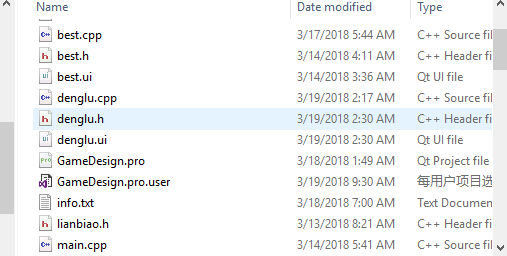 Name Date modified Type
best.cpp 3/17/2018 5:44 AM C++ Source fil
best.h 3/14/2018 4:11 AM C++ Header fi
best.ui 3/14/2018 3:36 AM Qt UI file
denglu.cpp 3/19/2018 2:17 AM C++ Source fil
denglu.h 3/19/2018 2:30 AM C++ Header fi
denglu.ui 3/19/2018 2:30 AM Qt UI file
GameDesign.pro 3/18/2018 1:49 AM Qt Project file
GameDesign.pro.user 3/19/2018 9:30 AM 每用户项目选
info.txt 3/18/2018 7:00 AM Text Documen
lianbiao.h 3/13/2018 8:21 AM C++ Header fi
main.cpp 3/14/2018 5:41 AM C++ Source fil